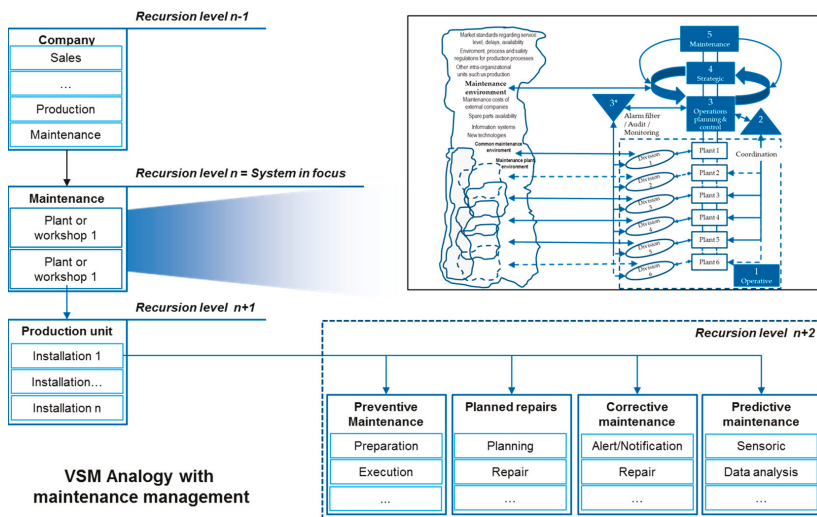 Recursion level n-1
Company
Sales
...
Production
Maintenance
Recursion level n = System in focus
Maintenance
Plant or
workshop 1
Plant or
workshop 1
Recursion level n+1
Production unit
Installation 1
Installation...
Installation n
VSM Analogy with
maintenance management
Market standards regarding service
level, delays, availability
Enviroment, process and safety
regulations for production processes
Other intra-organizational
units such us production
Maintenance
environment
Maintenance costs of
external companies
Spare parts availability
Information systems
New technologies
Common maintenance
enviroment
Maintenance plant
environment
5
Maintenance
4
Strategic
3
Operations
planning &
control
3*
Alarm filter
/ Audit /
Monitoring
2
Coordination
Division
1
Plant 1
Division
2
Plant 2
Division
3
Plant 3
Division
4
Plant 4
Division
5
Plant 5
Division
6
Plant 6
1
Operative
Recursion level n+2
Preventive
Maintenance
Preparation
Execution
...
Planned repairs
Planning
Repair
...
Corrective
maintenance
Alert/Notification
Repair
...
Predictive
maintenance
Sensoric
Data analysis
...